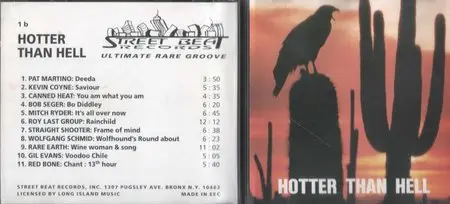 1 b
HOTTER
THAN HELL
STREET BEAT
RECORDS
ULTIMATE RARE GROOVE
1. PAT MARTINO: Deeda 3 : 50
2. KEVIN COYNE: Saviour 5 : 35
3. CANNED HEAT: You am what you am 4 : 35
4. BOB SEGER: Bo Diddley 6 : 20
5. MITCH RYDER: It's all over now 6 : 45
6. ROY LAST GROUP: Rainchild 12 : 12
7. STRAIGHT SHOOTER: Frame of mind 6 : 38
8. WOLFGANG SCHMID: Wolfhound's Round about 6 : 23
9. RARE EARTH: Wine woman & song 11 : 02
10. GIL EVANS: Voodoo Chile 5 : 05
11. RED BONE: Chant : 13th hour 5 : 40
STREET BEAT RECORDS, INC. 1307 PUGSLEY AVE. BRONX N.Y. 10462
LICENSED BY LONG ISLAND MUSIC MADE IN EEC
HOTTER THAN HELL